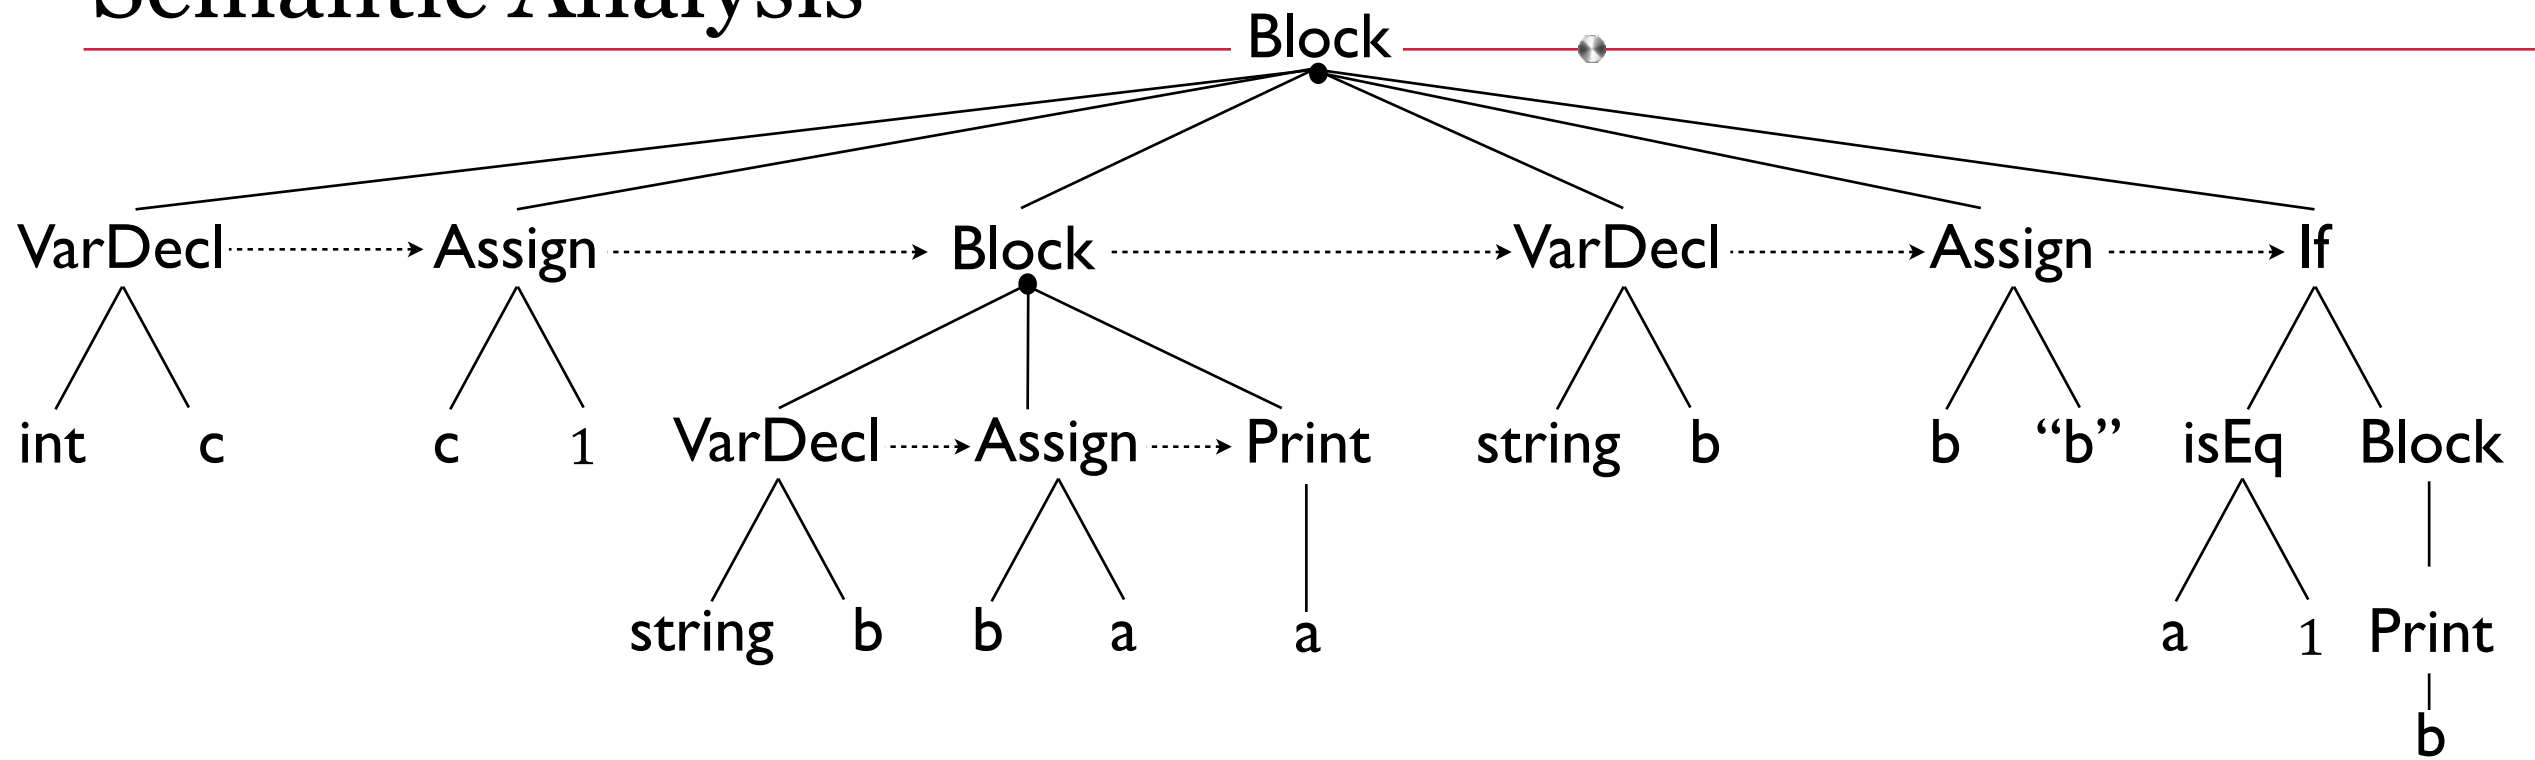 Semantic Analysis
Block
VarDecl Assign Block VarDecl Assign If
int c c 1 VarDecl Assign Print string b b “b” isEq Block
string b b a a a 1 Print
b